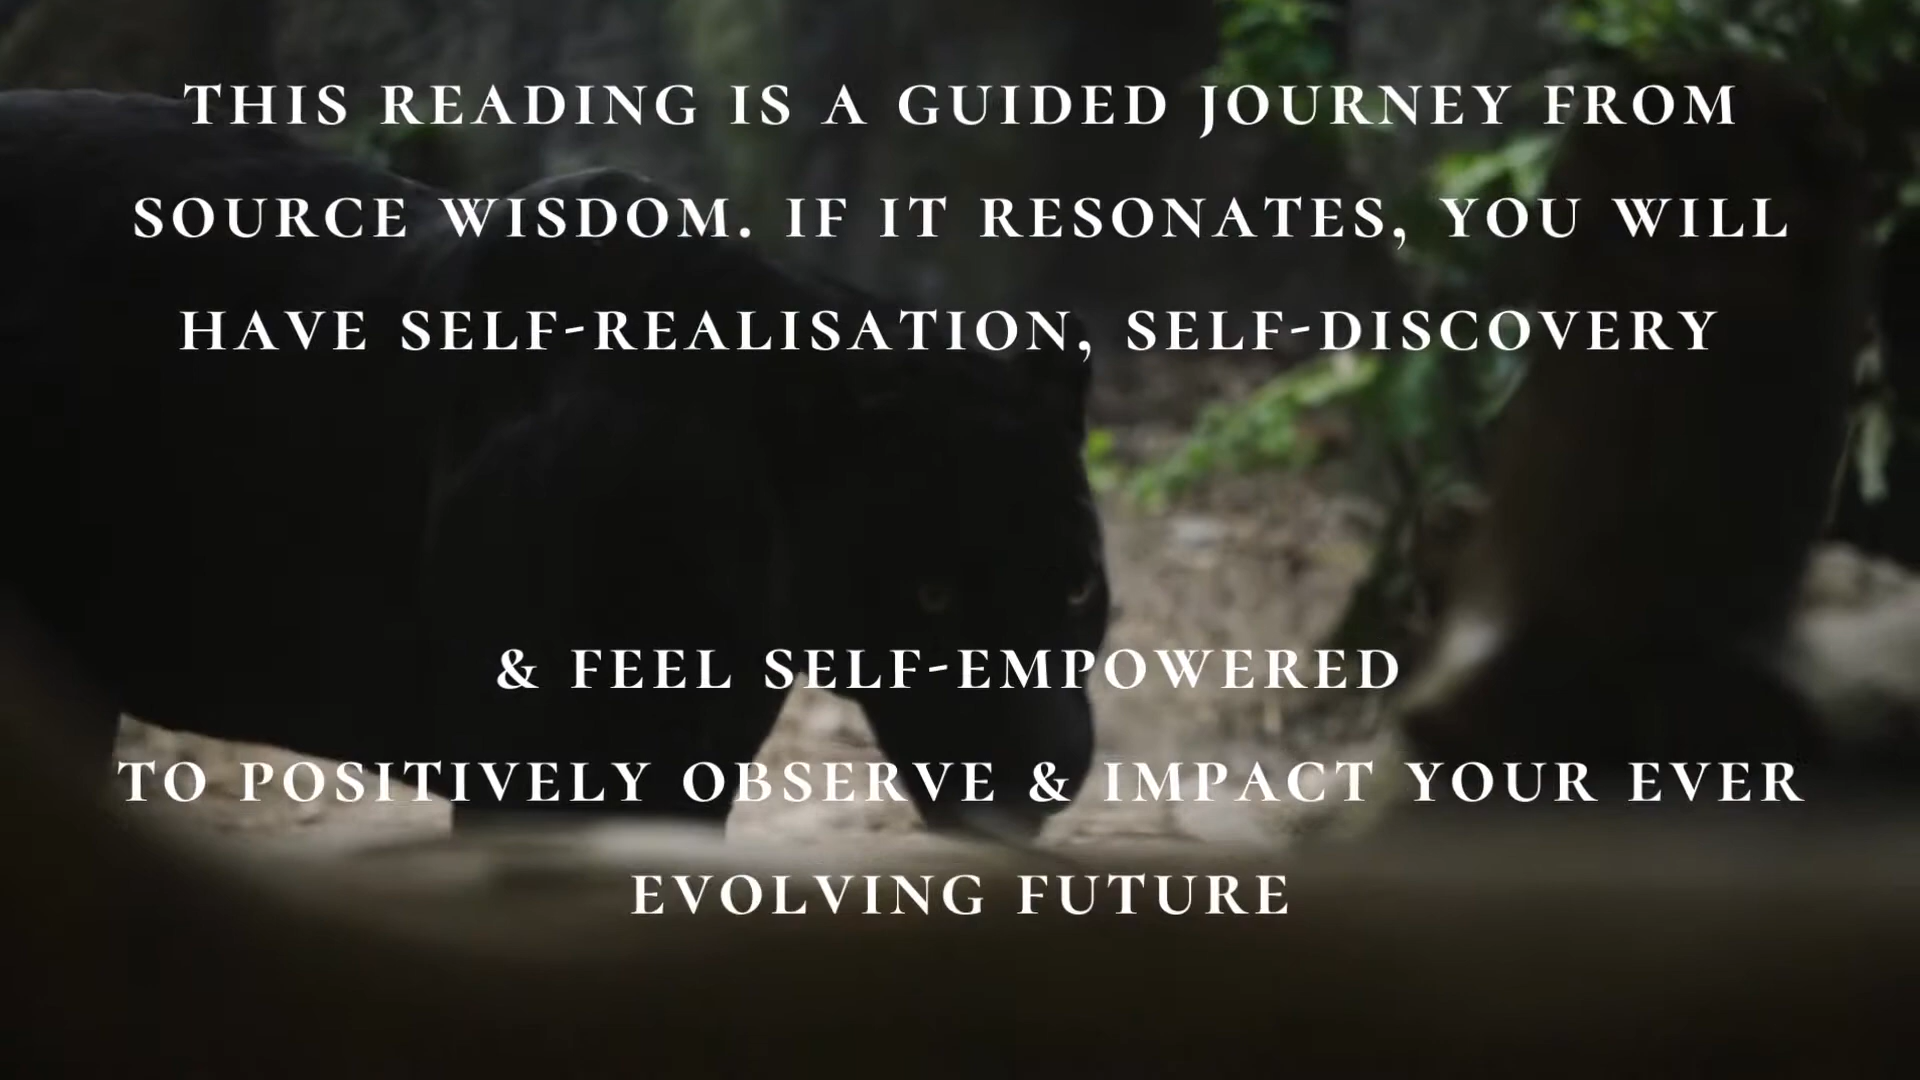 THIS READING IS A GUIDED JOURNEY FROM
SOURCE WISDOM. IF IT RESONATES, YOU WILL
HAVE SELF-REALISATION, SELF-DISCOVERY
& FEEL SELF-EMPOWERED
TO POSITIVELY OBSERVE & IMPACT YOUR EVER
EVOLVING FUTURE